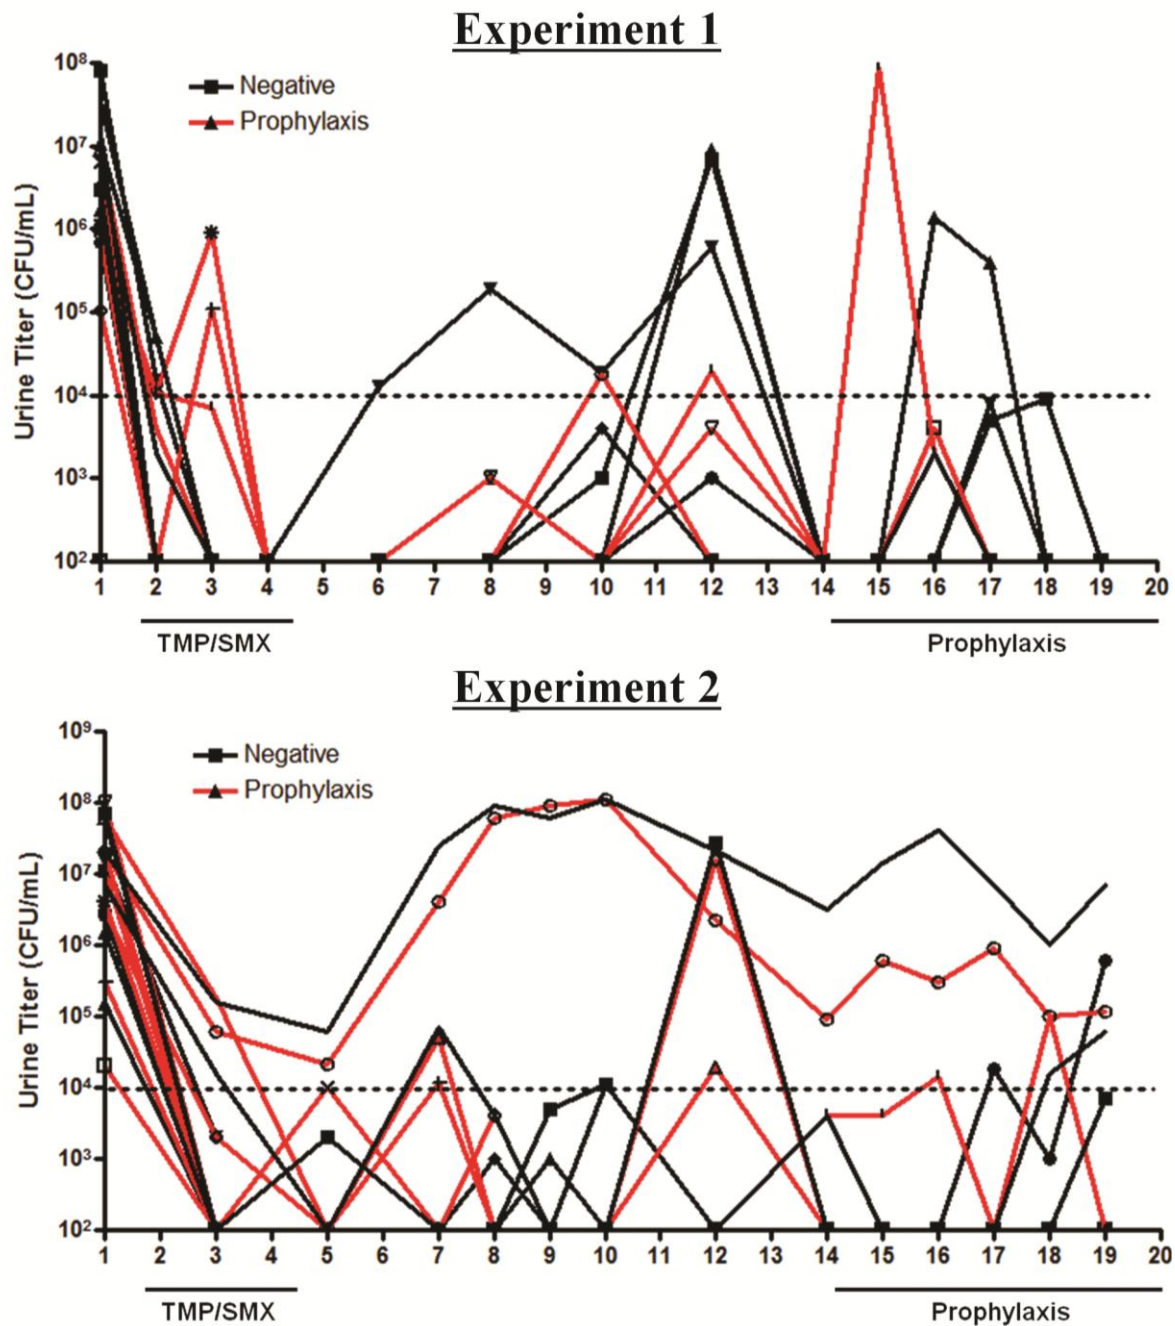 Experiment 1
10⁸
10⁷
10⁶
10⁵
10⁴
10³
10²
Urine Titer (CFU/mL)
Negative
Prophylaxis
1 2 3 4 5 6 7 8 9 10 11 12 13 14 15 16 17 18 19 20
TMP/SMX Prophylaxis
Experiment 2
10⁹
10⁸
10⁷
10⁶
10⁵
10⁴
10³
10²
Urine Titer (CFU/mL)
Negative
Prophylaxis
1 2 3 4 5 6 7 8 9 10 11 12 13 14 15 16 17 18 19 20
TMP/SMX Prophylaxis